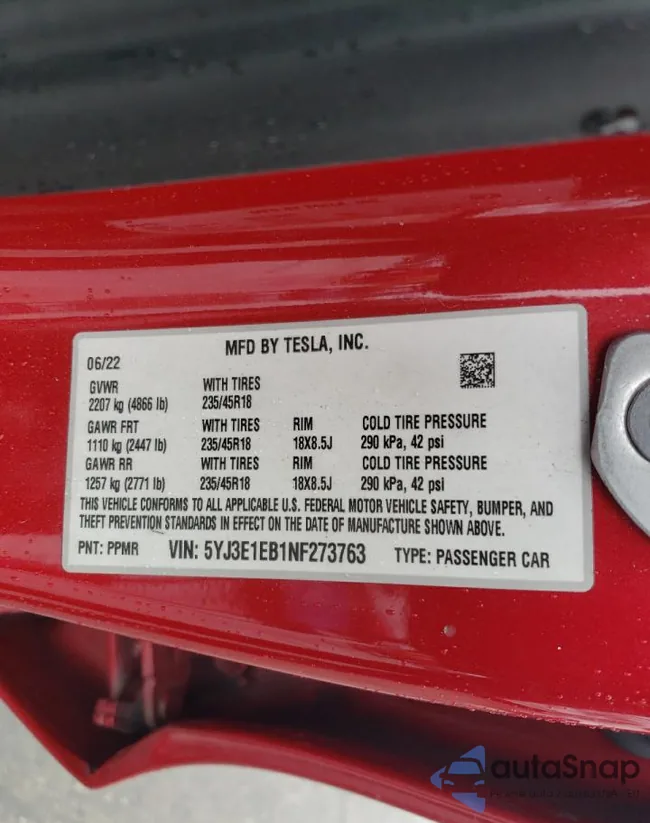 MFD BY TESLA, INC.
06/22
GVWR WITH TIRES
2207 kg (4866 lb) 235/45R18
GAWR FRT WITH TIRES RIM COLD TIRE PRESSURE
1110 kg (2447 lb) 235/45R18 18X8.5J 290 kPa, 42 psi
GAWR RR WITH TIRES RIM COLD TIRE PRESSURE
1257 kg (2771 lb) 235/45R18 18X8.5J 290 kPa, 42 psi
THIS VEHICLE CONFORMS TO ALL APPLICABLE U.S. FEDERAL MOTOR VEHICLE SAFETY, BUMPER, AND
THEFT PREVENTION STANDARDS IN EFFECT ON THE DATE OF MANUFACTURE SHOWN ABOVE.
PNT: PPMR VIN: 5YJ3E1EB1NF273763 TYPE: PASSENGER CAR
autaSnap